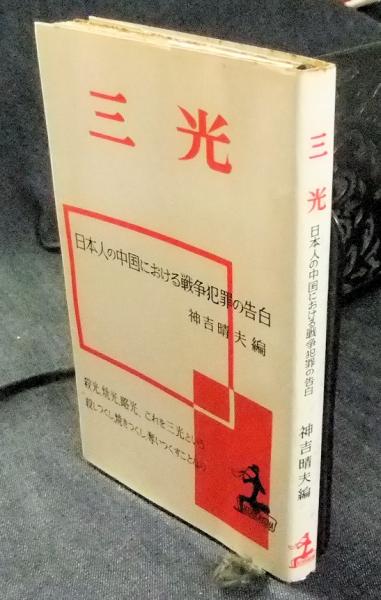 三光
日本人の中国における戦争犯罪の告白
神吉晴夫編
殺光、焼光、略光、これを三光という
殺しつくし、焼きつくし、奪いつくすことなり
三光
日本人の中国における戦争犯罪の告白
神吉晴夫編